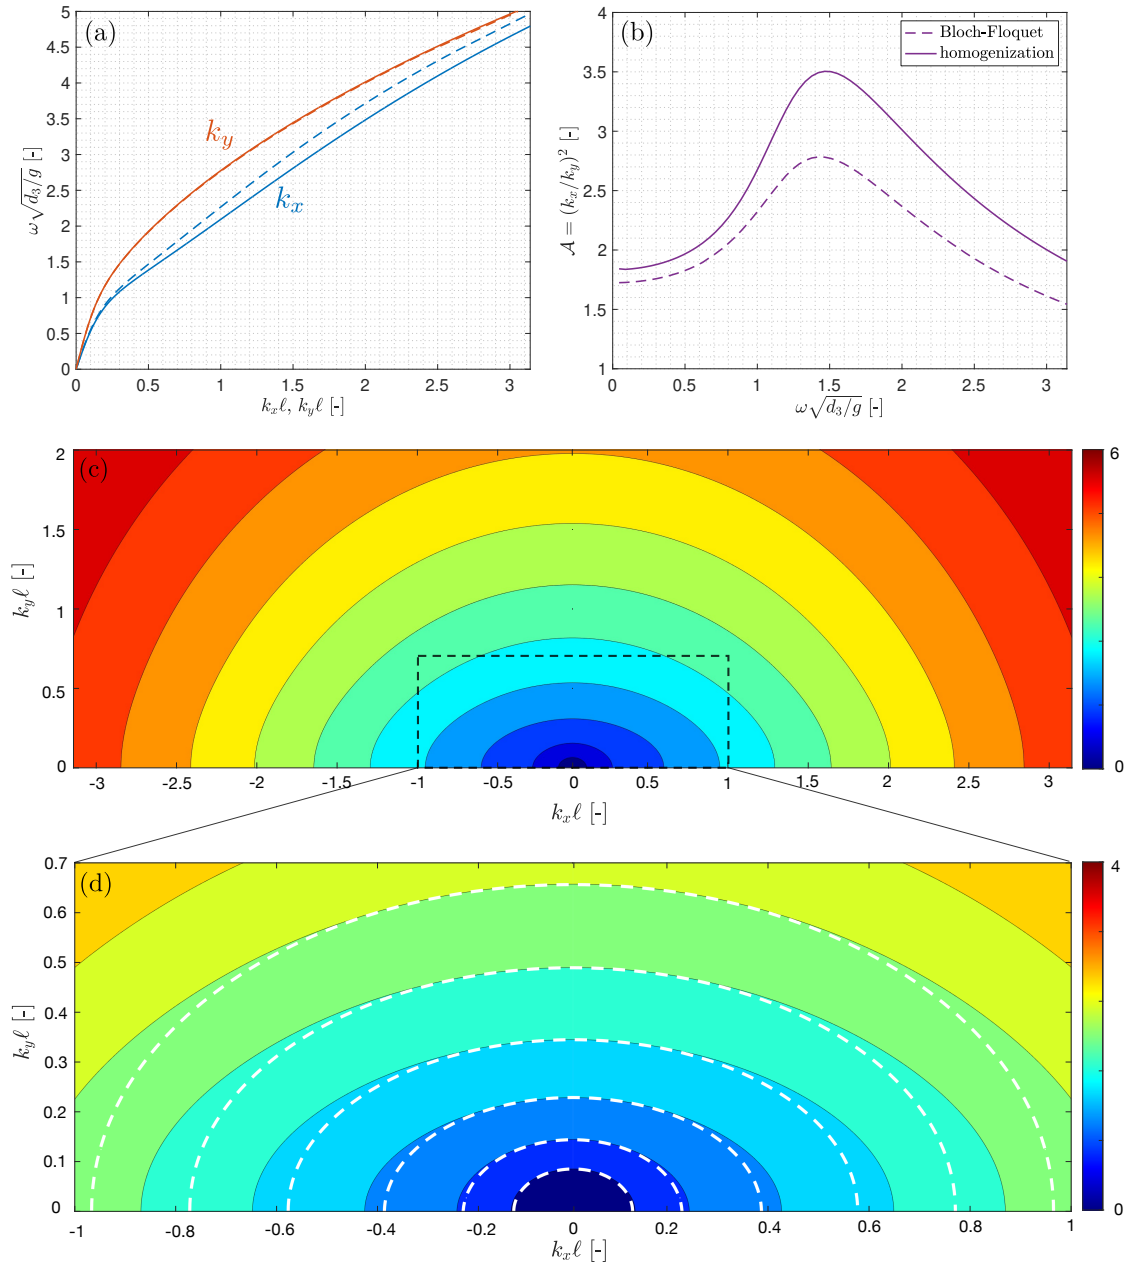 (a)
5
4.5
4
3.5
3
2.5
2
1.5
1
0.5
0
ω√d₃/g [-]
k_y
k_x
0 0.5 1 1.5 2 2.5 3
k_xℓ, k_yℓ [-]
(b)
Bloch-Floquet
homogenization
4
3.5
3
2.5
2
1.5
1
𝒜 = (k_x/k_y)² [-]
0 0.5 1 1.5 2 2.5 3
ω√d₃/g [-]
(c)
2
1.5
1
0.5
0
k_yℓ [-]
-3 -2.5 -2 -1.5 -1 -0.5 0 0.5 1 1.5 2 2.5 3
k_xℓ [-]
6
0
(d)
0.7
0.6
0.5
0.4
0.3
0.2
0.1
0
k_yℓ [-]
-1 -0.8 -0.6 -0.4 -0.2 0 0.2 0.4 0.6 0.8 1
k_xℓ [-]
4
0